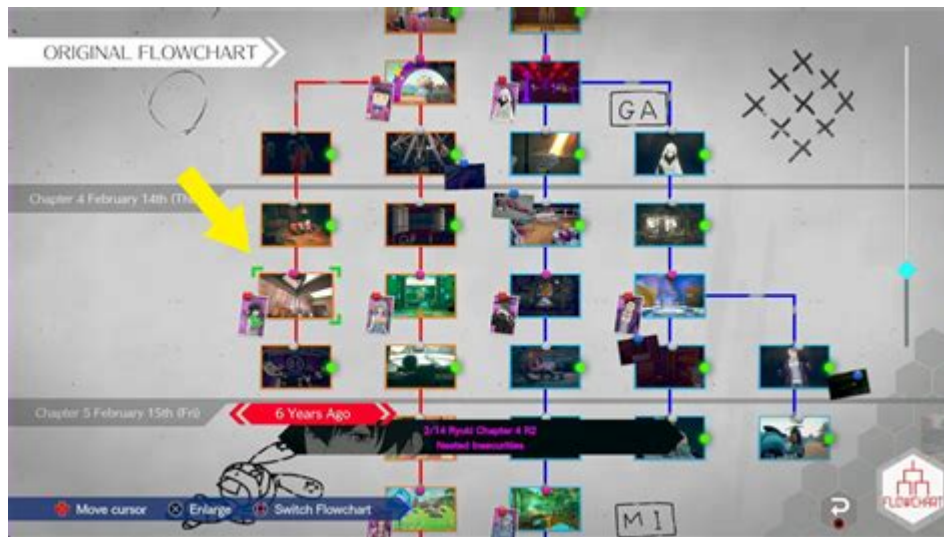 ORIGINAL FLOWCHART
GA
Chapter 4 February 14th (Thu)
Chapter 5 February 15th (Fri)
6 Years Ago
2/14 Ryuki Chapter 4 R2
Nested Insecurities
Move cursor
Enlarge
Switch Flowchart
MI
FLOWCHART